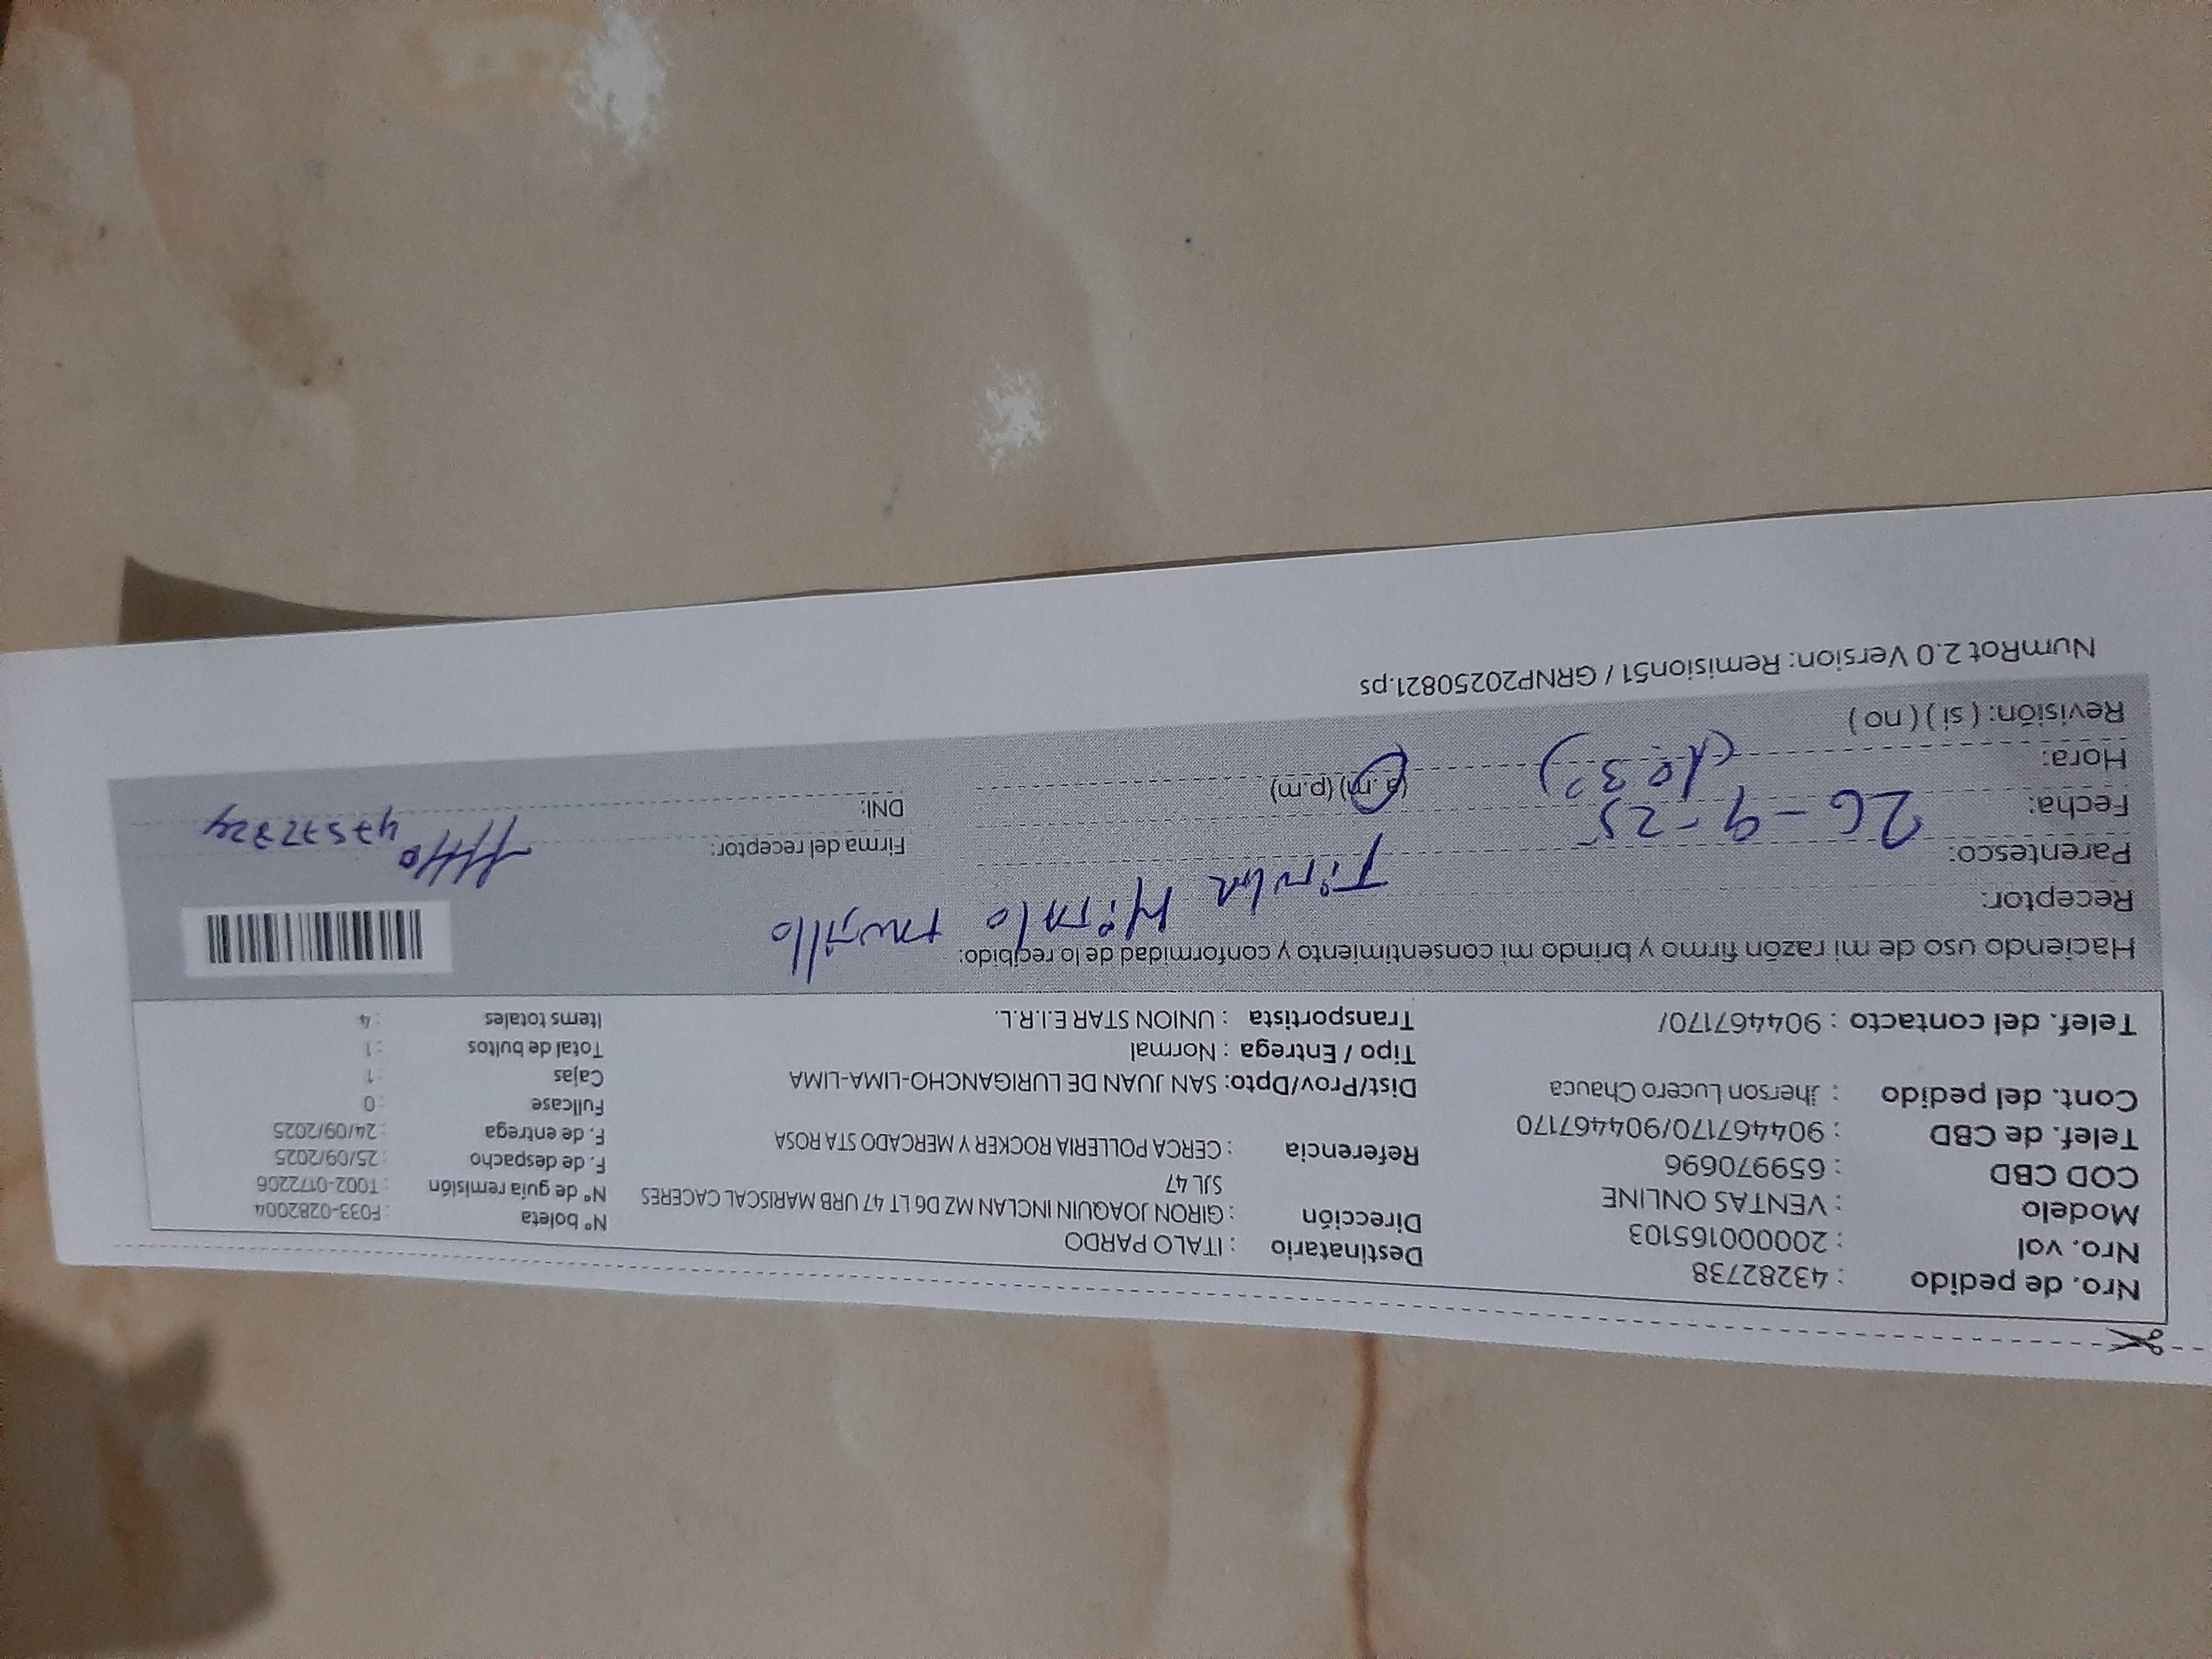 Nro. de pedido : 43282738
Nro. vol : 20000165103
Modelo : VENTAS ONLINE
COD CBD : 659970696
Telef. de CBD : 904467170/904467170
Cont. del pedido : jherson Lucero Chauca
Telef. del contacto : 904467170/
Destinatario : ITALO PARDO
Dirección : GIRON JOAQUIN INCLAN MZ D6 LT 47 URB MARISCAL CACERES
SJL 47
Referencia : CERCA POLLERIA ROCKER Y MERCADO STA ROSA
Dist/Prov/Dpto: SAN JUAN DE LURIGANCHO-LIMA-LIMA
Tipo / Entrega : Normal
Transportista : UNION STAR E.I.R.L.
N° boleta : F033-0282004
N° de guía remisión : T002-0172206
F. de despacho : 25/09/2025
F. de entrega : 24/09/2025
Fullcase : 0
Cajas : 1
Total de bultos : 1
Items totales : 4
Haciendo uso de mi razón firmo y brindo mi consentimiento y conformidad de lo recibido:
Receptor: trujillo
Parentesco:
Fecha: 26-9-25
Hora: (a.m) (p.m)
Revisión: ( si ) ( no )
Firma del receptor:
DNI:
NumRot 2.0 Version: Remision51 / GRNP20250821.ps